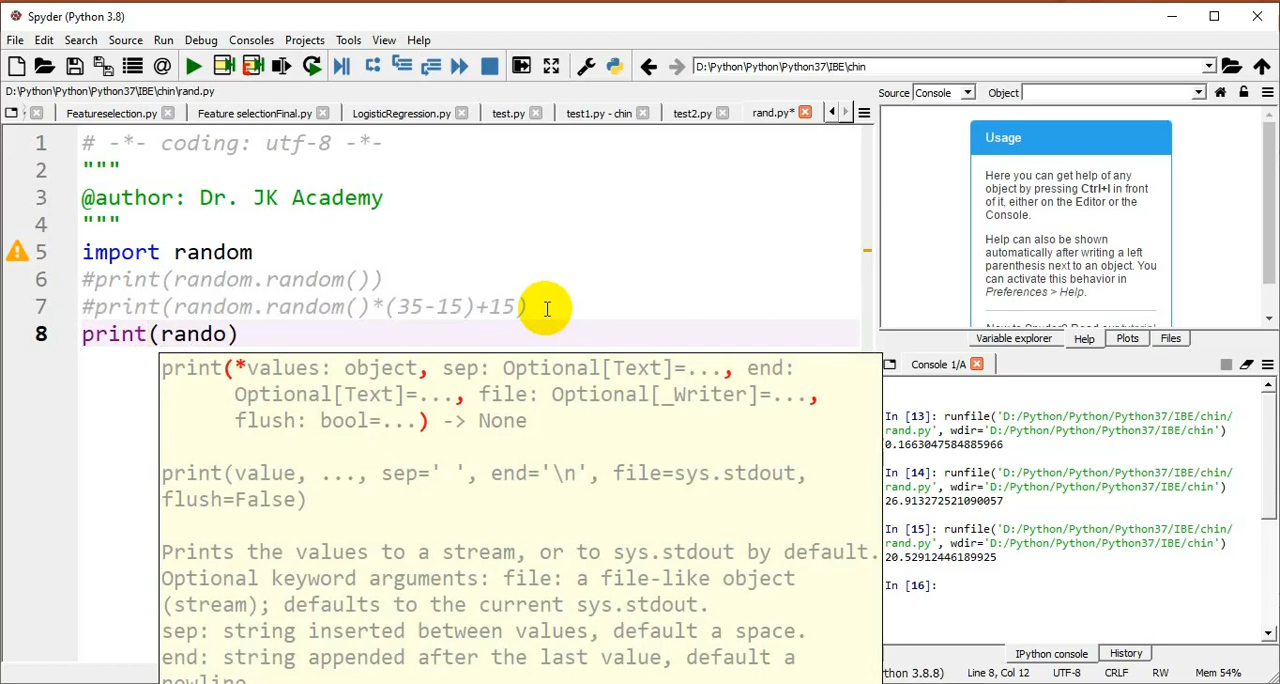 Spyder (Python 3.8)
File Edit Search Source Run Debug Consoles Projects Tools View Help
D:\Python\Python\Python37\IBE\chin
D:\Python\Python\Python37\IBE\chin\rand.py
Featureselection.py Feature selectionFinal.py LogisticRegression.py test.py test1.py - chin test2.py rand.py*
1 # -*- coding: utf-8 -*-
2 """
3 @author: Dr. JK Academy
4 """
5 import random
6 #print(random.random())
7 #print(random.random()*(35-15)+15)
8 print(rando)
print(*values: object, sep: Optional[Text]=..., end:
Optional[Text]=..., file: Optional[_Writer]=...,
flush: bool=...) -> None
print(value, ..., sep=' ', end='\n', file=sys.stdout,
flush=False)
Prints the values to a stream, or to sys.stdout by default.
Optional keyword arguments: file: a file-like object
(stream); defaults to the current sys.stdout.
sep: string inserted between values, default a space.
end: string appended after the last value, default a
newline
Source Console Object
Usage
Here you can get help of any
object by pressing Ctrl+I in front
of it, either on the Editor or the
Console.
Help can also be shown
automatically after writing a left
parenthesis next to an object. You
can activate this behavior in
Preferences > Help.
New to Spyder? Read our tutorial
Variable explorer Help Plots Files
Console 1/A
In [13]: runfile('D:/Python/Python/Python37/IBE/chin/
rand.py', wdir='D:/Python/Python/Python37/IBE/chin')
0.1663047584885966
In [14]: runfile('D:/Python/Python/Python37/IBE/chin/
rand.py', wdir='D:/Python/Python/Python37/IBE/chin')
26.913272521090057
In [15]: runfile('D:/Python/Python/Python37/IBE/chin/
rand.py', wdir='D:/Python/Python/Python37/IBE/chin')
20.52912446189925
In [16]:
IPython console History
thon 3.8.8) Line 8, Col 12 UTF-8 CRLF RW Mem 54%